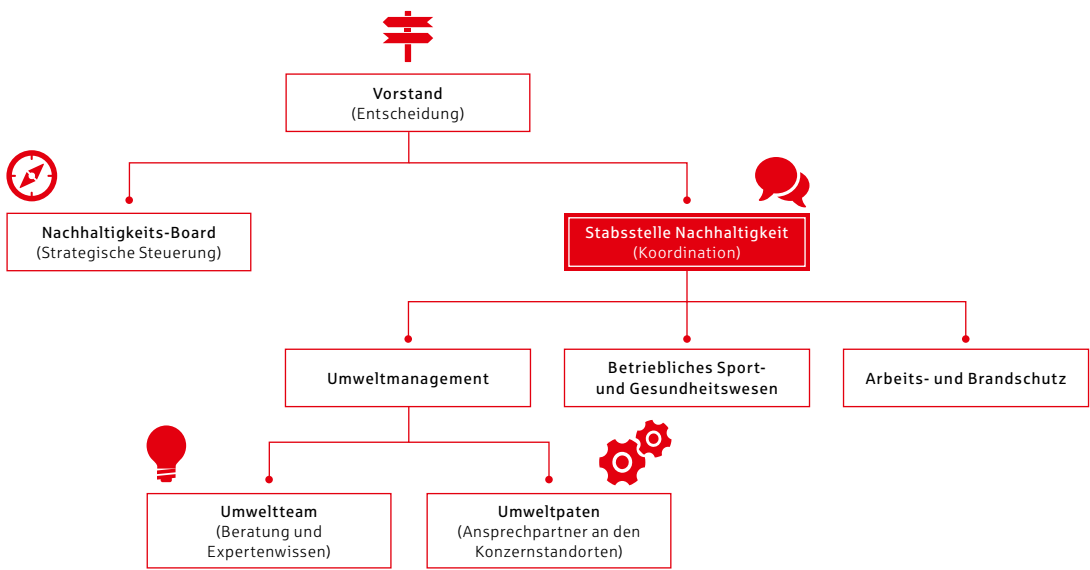 Vorstand
(Entscheidung)
Nachhaltigkeits-Board
(Strategische Steuerung)
Stabsstelle Nachhaltigkeit
(Koordination)
Umweltmanagement
Betriebliches Sport-
und Gesundheitswesen
Arbeits- und Brandschutz
Umweltteam
(Beratung und
Expertenwissen)
Umweltpaten
(Ansprechpartner an den
Konzernstandorten)